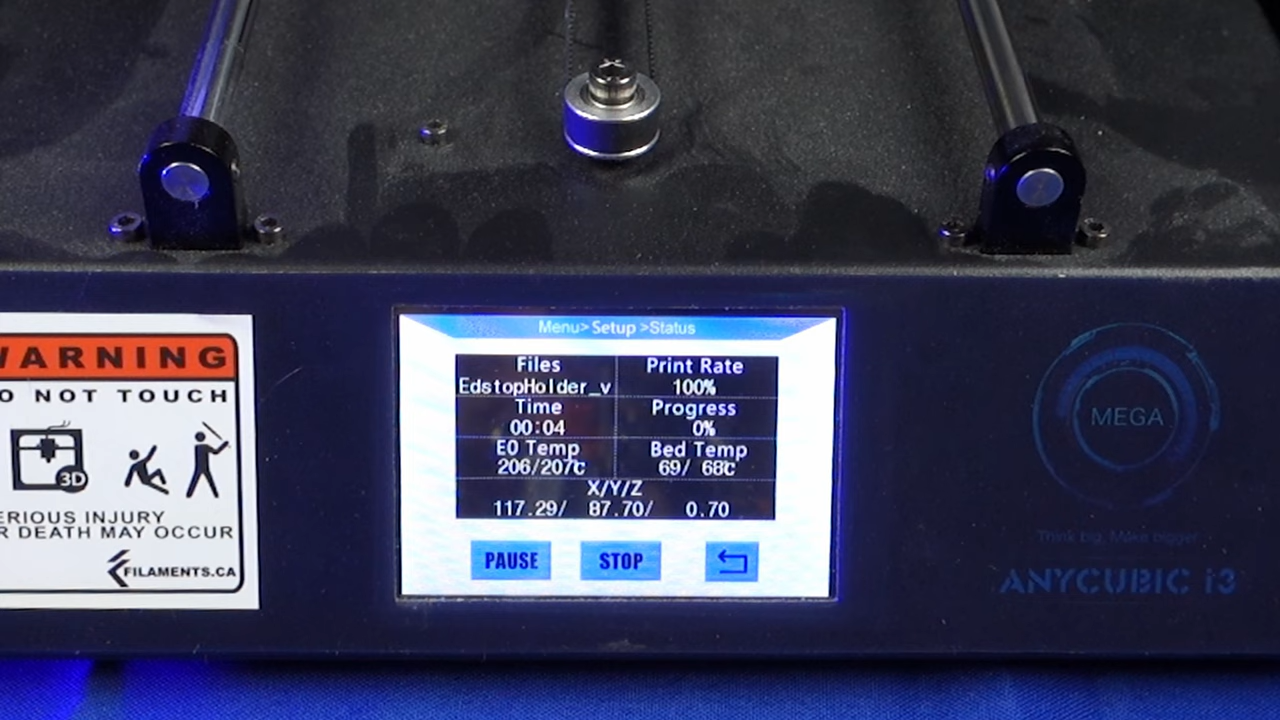 Menu> Setup >Status
Files
Print Rate
EdstopHolder_v
100%
Time
Progress
00:04
0%
E0 Temp
Bed Temp
206/207℃
69/ 68℃
X/Y/Z
117.29/ 87.70/ 0.70
PAUSE
STOP
WARNING
O NOT TOUCH
3D
ERIOUS INJURY
R DEATH MAY OCCUR
FILAMENTS.CA
MEGA
Think big, Make bigger
ANYCUBIC i3